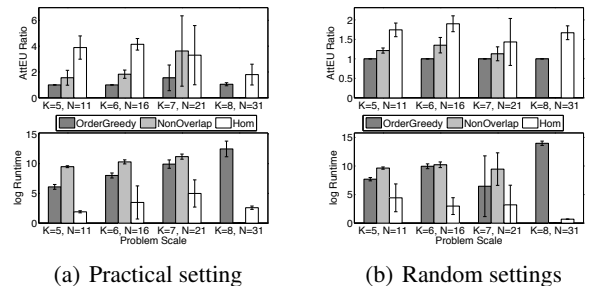 AttEU Ratio
6
4
2
0
K=5, N=11 K=6, N=16 K=7, N=21 K=8, N=31
OrderGreedy NonOverlap Hom
log Runtime
15
10
5
0
K=5, N=11 K=6, N=16 K=7, N=21 K=8, N=31
Problem Scale
(a) Practical setting
AttEU Ratio
2
1.5
1
0.5
0
K=5, N=11 K=6, N=16 K=7, N=21 K=8, N=31
OrderGreedy NonOverlap Hom
log Runtime
15
10
5
0
K=5, N=11 K=6, N=16 K=7, N=21 K=8, N=31
Problem Scale
(b) Random settings